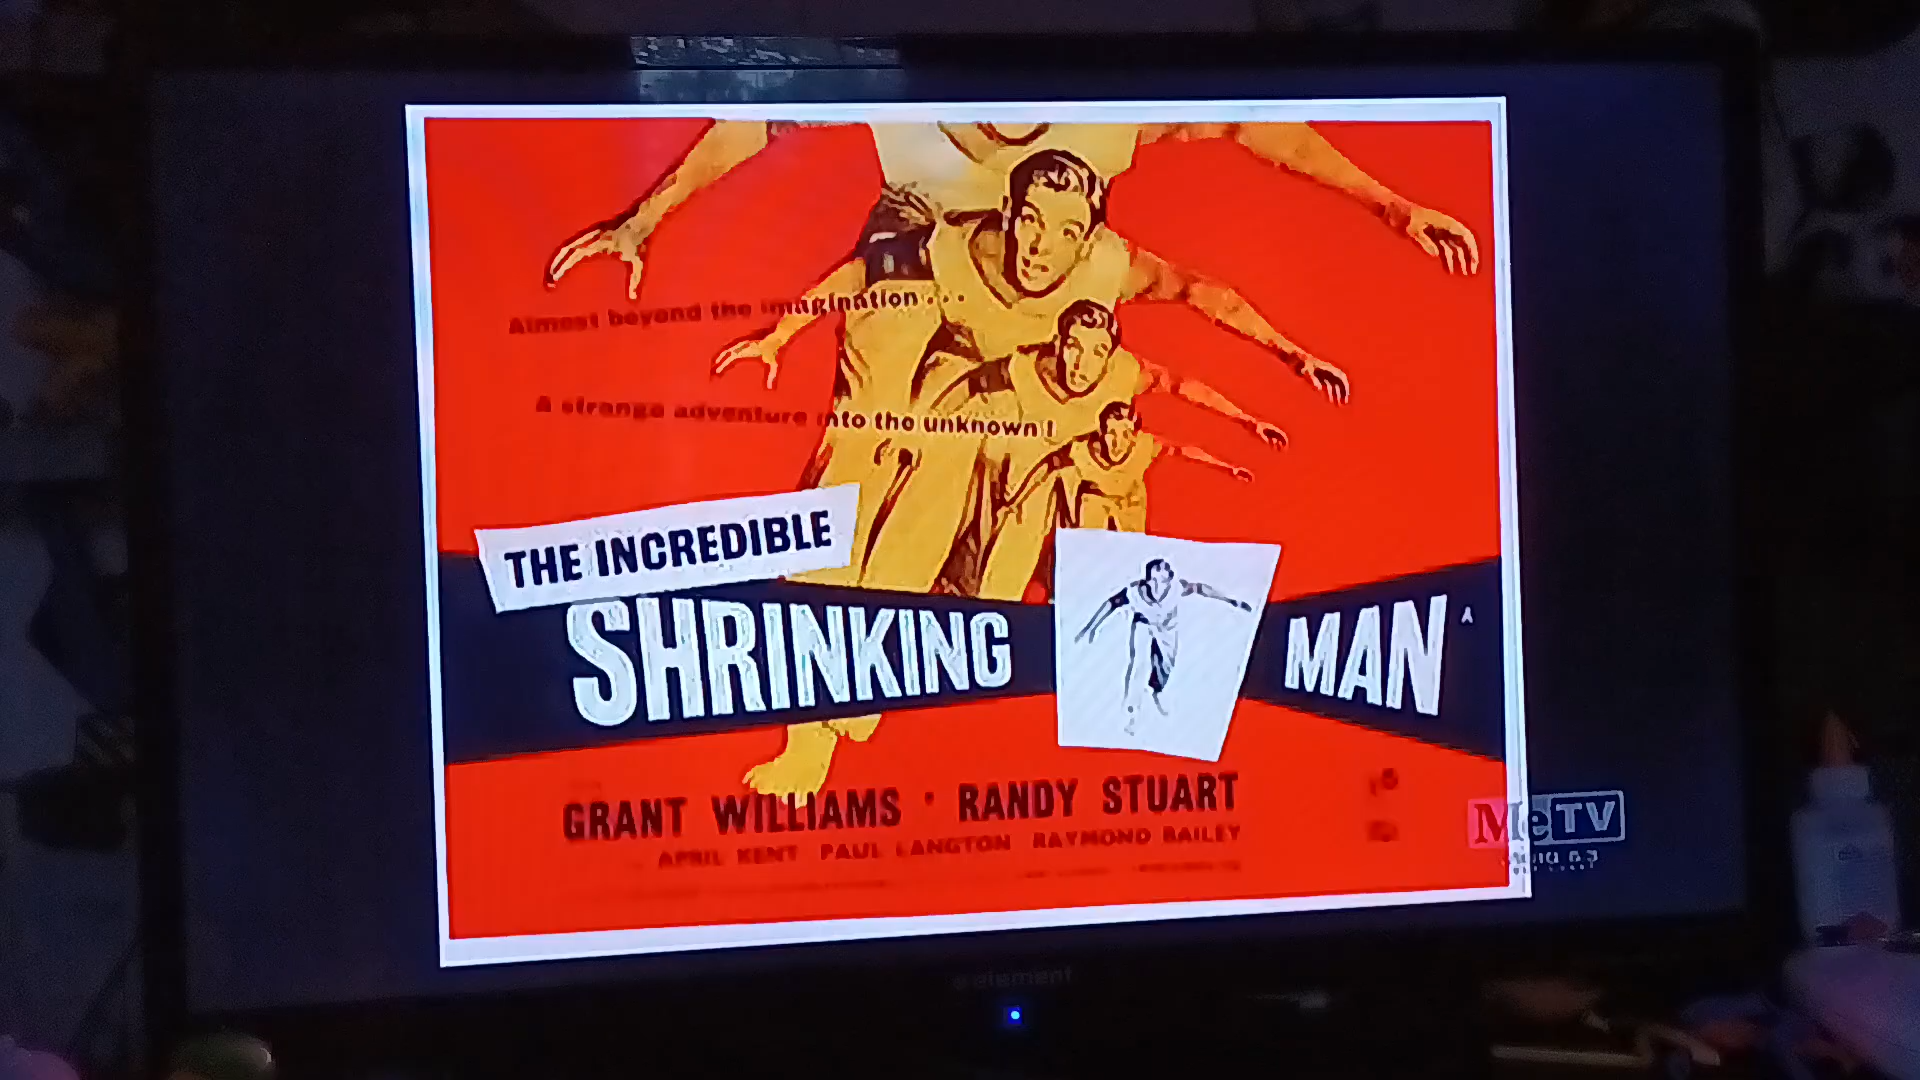 Almost beyond the imagination...
A strange adventure into the unknown!
THE INCREDIBLE
SHRINKING MAN
GRANT WILLIAMS · RANDY STUART
APRIL KENT PAUL LANGTON RAYMOND BAILEY
MeTV
element